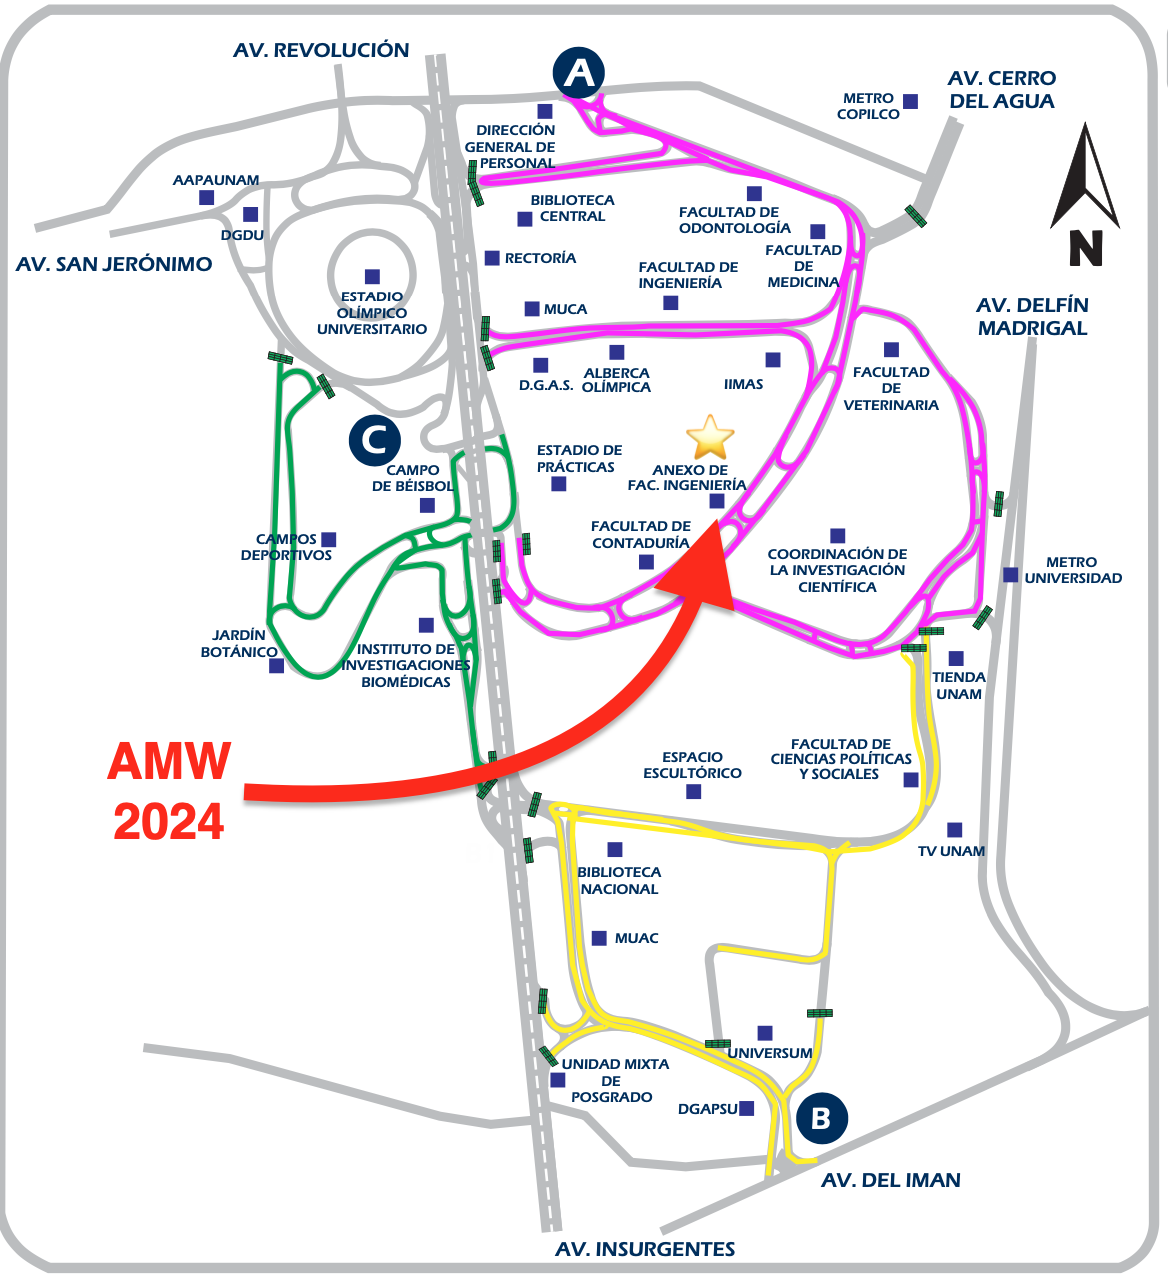 AV. REVOLUCIÓN
A
AV. CERRO
DEL AGUA
METRO
COPILCO
DIRECCIÓN
GENERAL DE
PERSONAL
AAPAUNAM
DGDU
BIBLIOTECA
CENTRAL
FACULTAD DE
ODONTOLOGÍA
FACULTAD
DE
MEDICINA
N
AV. SAN JERÓNIMO
RECTORÍA
FACULTAD DE
INGENIERÍA
ESTADIO
OLÍMPICO
UNIVERSITARIO
MUCA
AV. DELFÍN
MADRIGAL
D.G.A.S.
ALBERCA
OLÍMPICA
IIMAS
FACULTAD
DE
VETERINARIA
C
CAMPO
DE BÉISBOL
ESTADIO DE
PRÁCTICAS
ANEXO DE
FAC. INGENIERÍA
CAMPOS
DEPORTIVOS
FACULTAD DE
CONTADURÍA
COORDINACIÓN DE
LA INVESTIGACIÓN
CIENTÍFICA
METRO
UNIVERSIDAD
JARDÍN
BOTÁNICO
INSTITUTO DE
INVESTIGACIONES
BIOMÉDICAS
TIENDA
UNAM
AMW
2024
ESPACIO
ESCULTÓRICO
FACULTAD DE
CIENCIAS POLÍTICAS
Y SOCIALES
TV UNAM
BIBLIOTECA
NACIONAL
MUAC
UNIVERSUM
UNIDAD MIXTA
DE
POSGRADO
DGAPSU
B
AV. DEL IMAN
AV. INSURGENTES